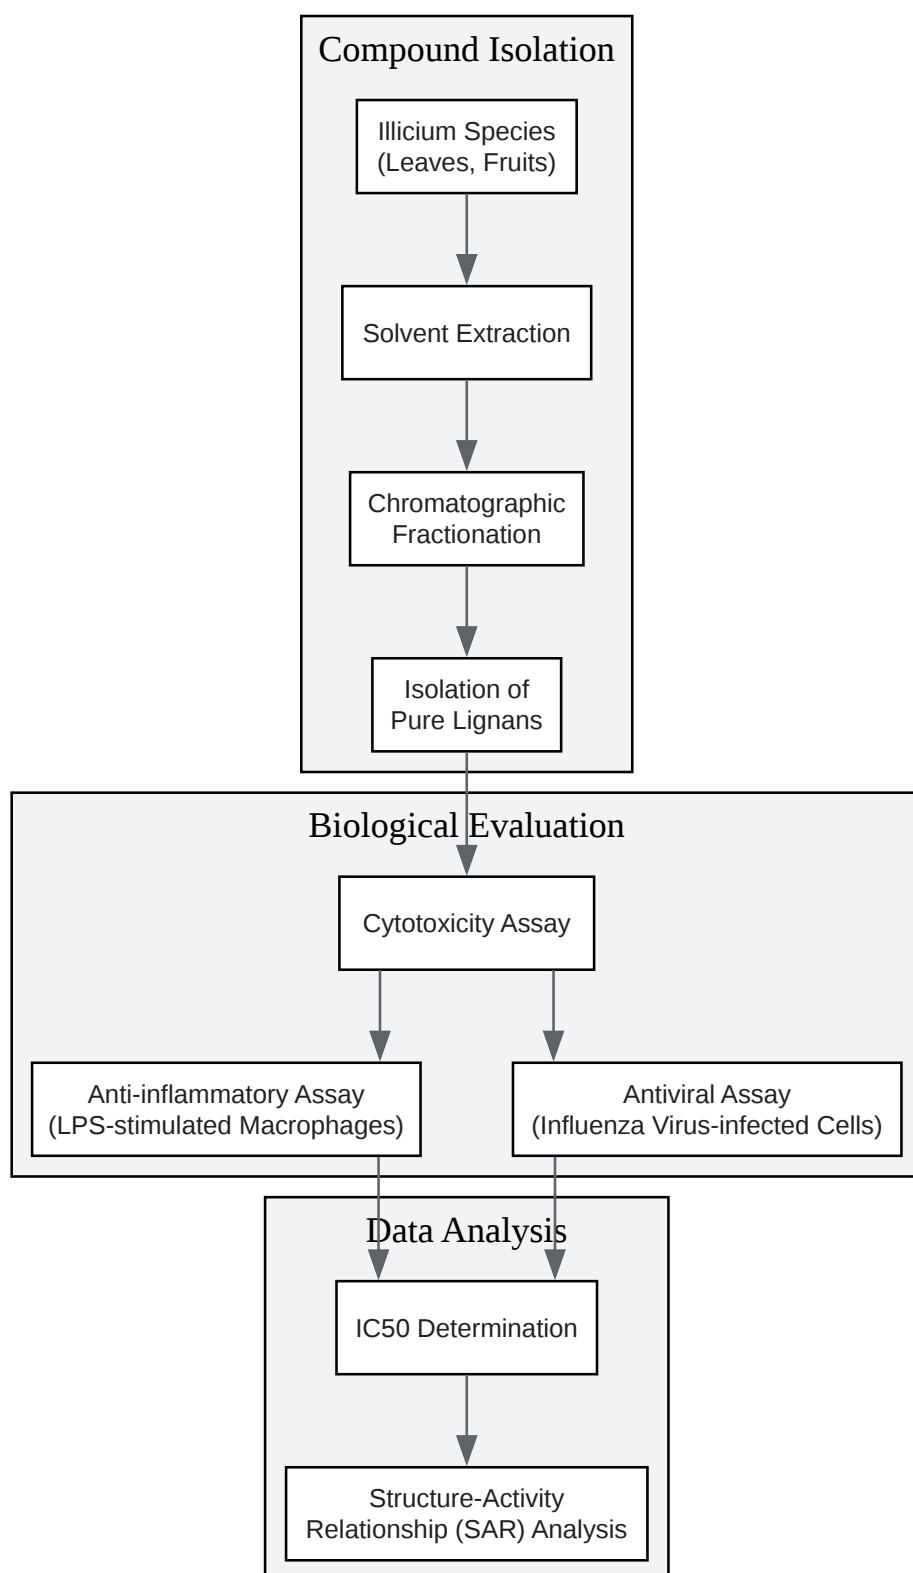 Compound Isolation
Illicium Species
(Leaves, Fruits)
Solvent Extraction
Chromatographic
Fractionation
Isolation of
Pure Lignans
Biological Evaluation
Cytotoxicity Assay
Anti-inflammatory Assay
(LPS-stimulated Macrophages)
Antiviral Assay
(Influenza Virus-infected Cells)
Data Analysis
IC50 Determination
Structure-Activity
Relationship (SAR) Analysis